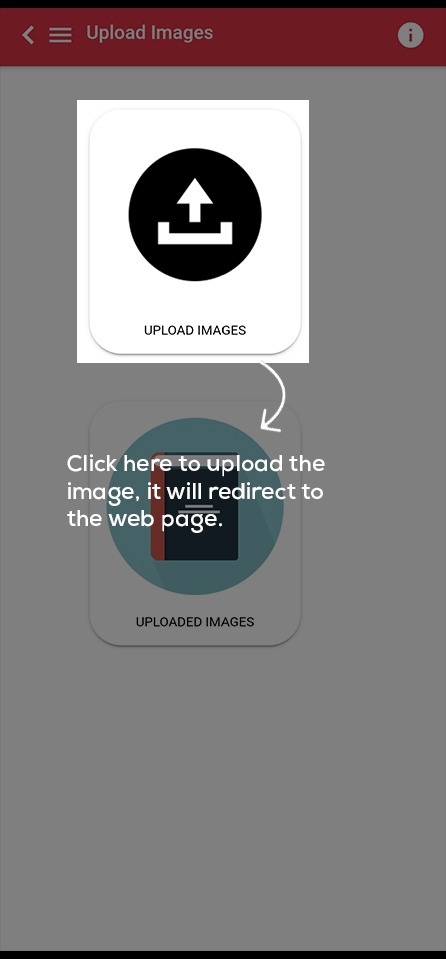 Upload Images
UPLOAD IMAGES
Click here to upload the
image, it will redirect to
the web page.
UPLOADED IMAGES